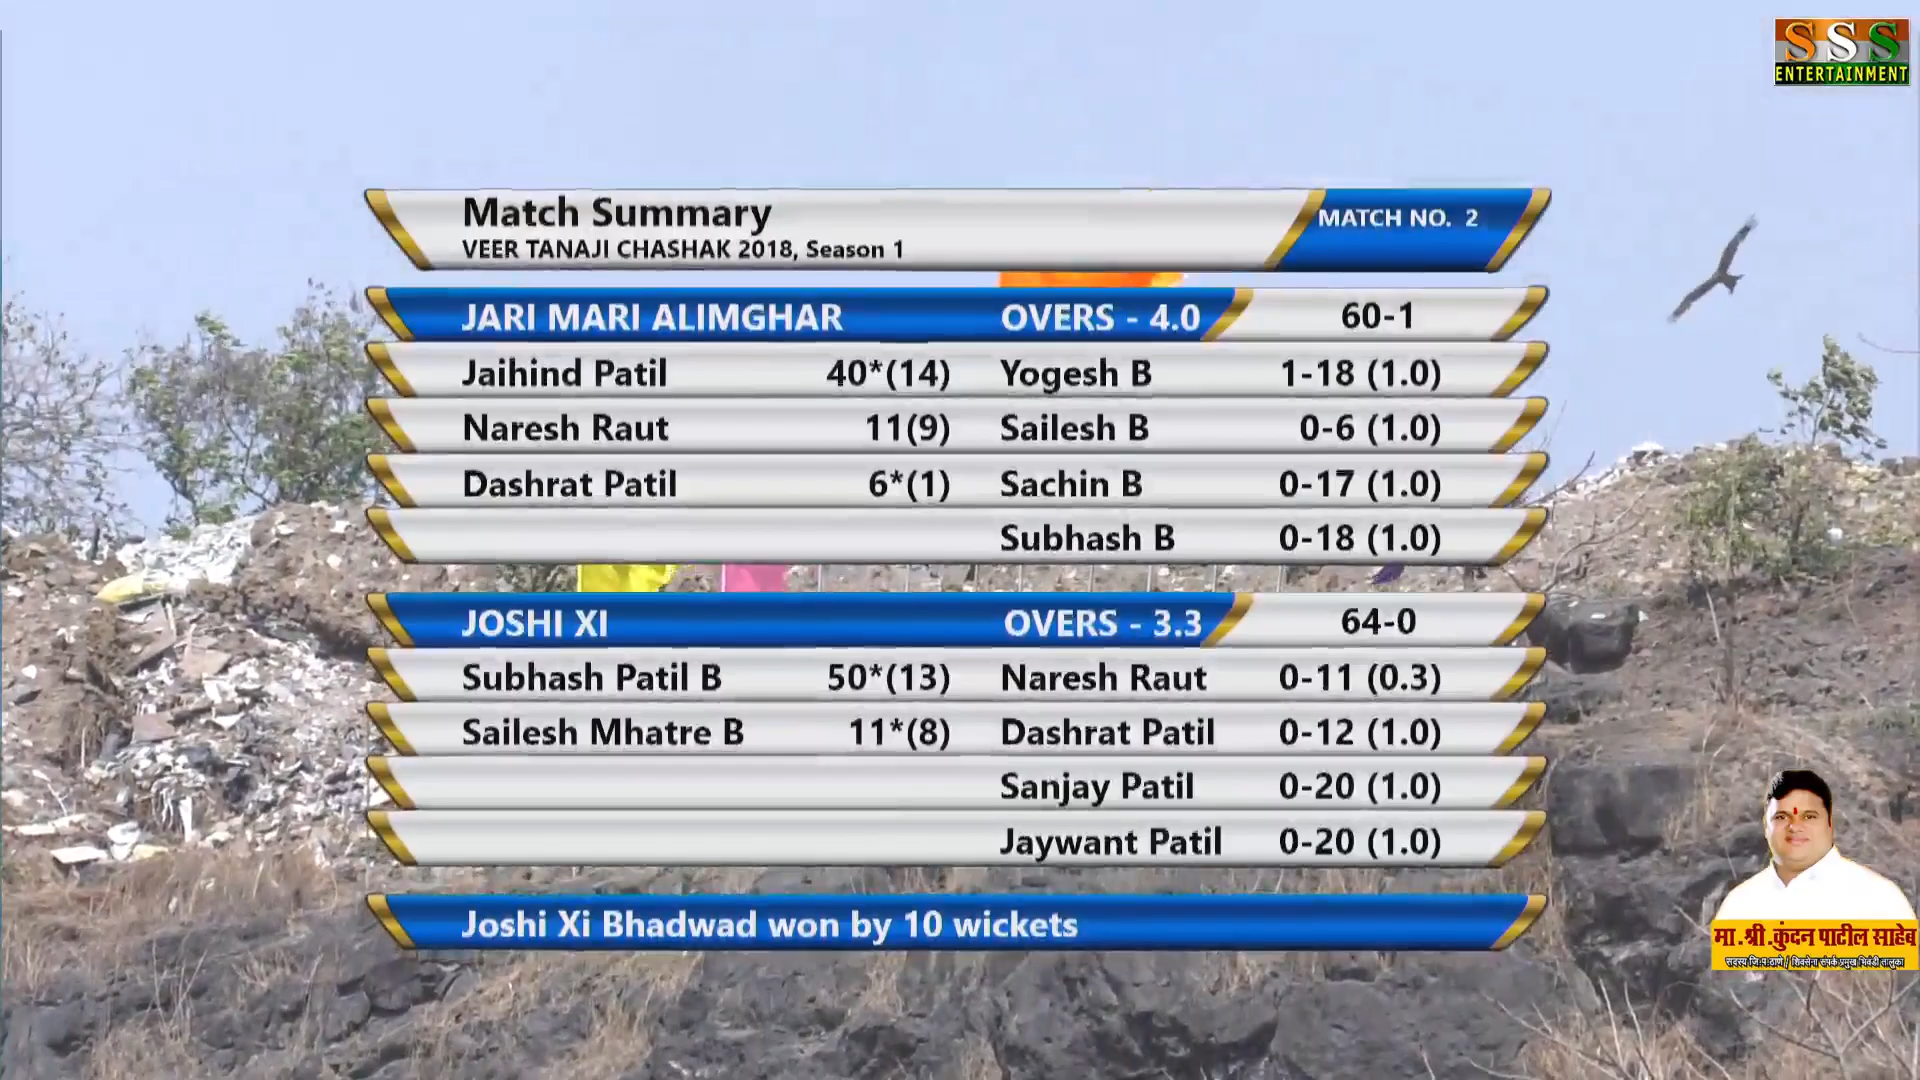 SSS
ENTERTAINMENT
Match Summary
VEER TANAJI CHASHAK 2018, Season 1
MATCH NO. 2
JARI MARI ALIMGHAR OVERS - 4.0 60-1
Jaihind Patil 40*(14) Yogesh B 1-18 (1.0)
Naresh Raut 11(9) Sailesh B 0-6 (1.0)
Dashrat Patil 6*(1) Sachin B 0-17 (1.0)
Subhash B 0-18 (1.0)
JOSHI XI OVERS - 3.3 64-0
Subhash Patil B 50*(13) Naresh Raut 0-11 (0.3)
Sailesh Mhatre B 11*(8) Dashrat Patil 0-12 (1.0)
Sanjay Patil 0-20 (1.0)
Jaywant Patil 0-20 (1.0)
Joshi Xi Bhadwad won by 10 wickets
मा.श्री.कुंदन पाटील साहेब
सदस्य जि.प.ठाणे / शिवसेना संपर्क प्रमुख भिवंडी तालुका